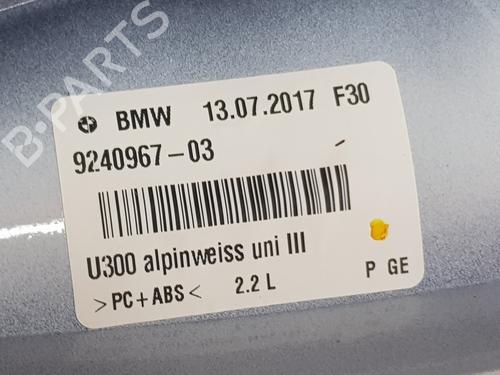 B-PARTS
BMW 13.07.2017 F30
9240967-03
U300 alpinweiss uni III
>PC+ABS< 2.2 L P GE